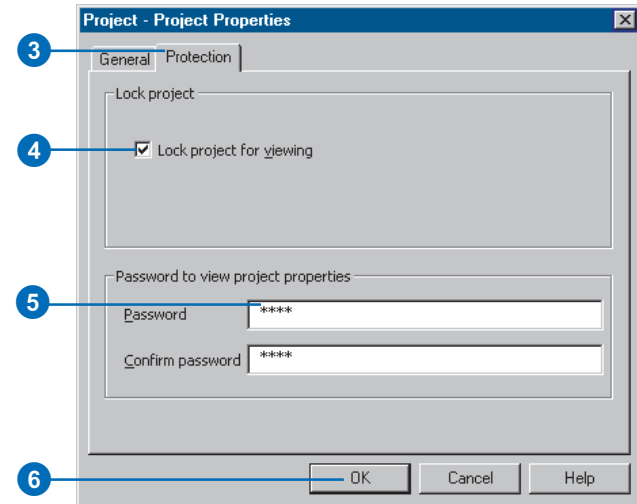 Project - Project Properties
3
General Protection
Lock project
4
Lock project for viewing
Password to view project properties
5
Password ****
Confirm password ****
6
OK Cancel Help